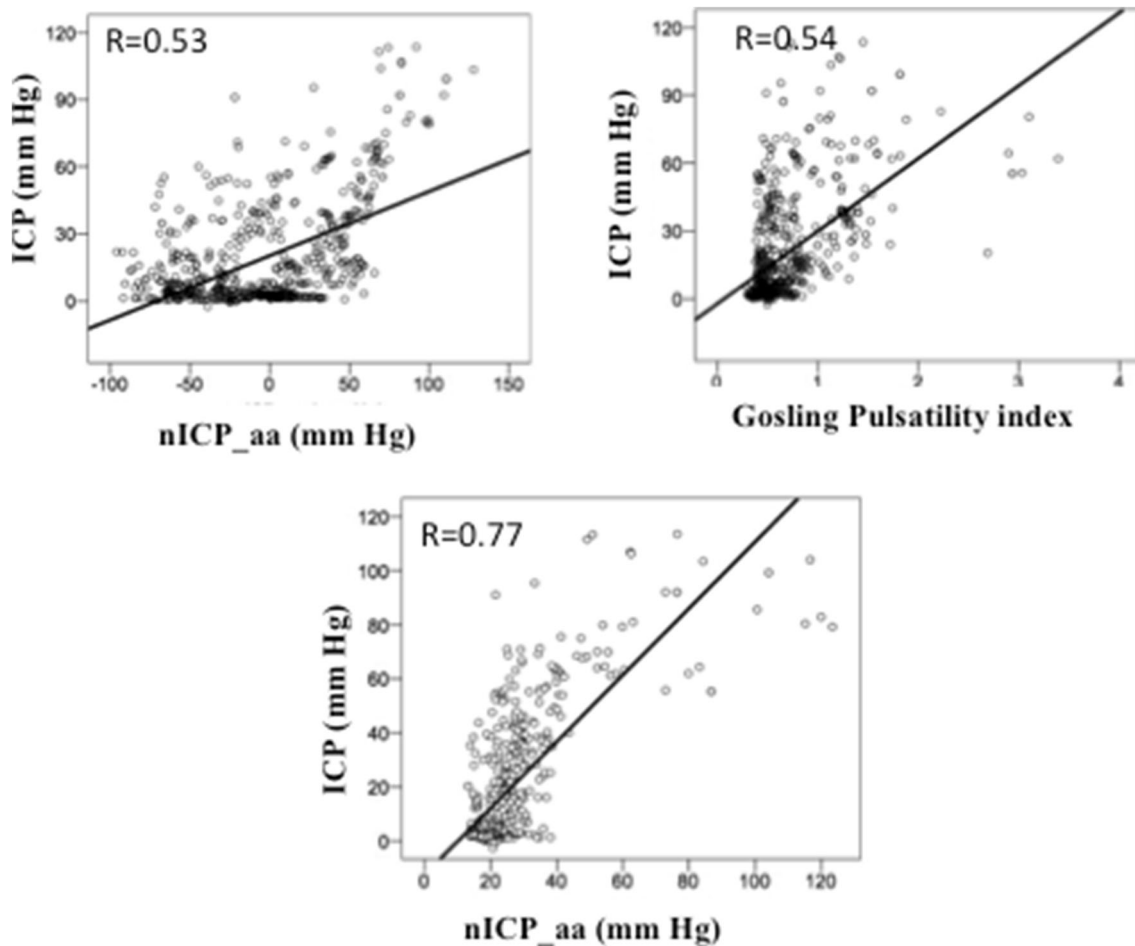 R=0.53
120
90
60
30
0
ICP (mm Hg)
-100 -50 0 50 100 150
nICP_aa (mm Hg)
R=0.54
120
90
60
30
0
ICP (mm Hg)
0 1 2 3 4
Gosling Pulsatility index
R=0.77
120
100
80
60
40
20
0
ICP (mm Hg)
0 20 40 60 80 100 120
nICP_aa (mm Hg)